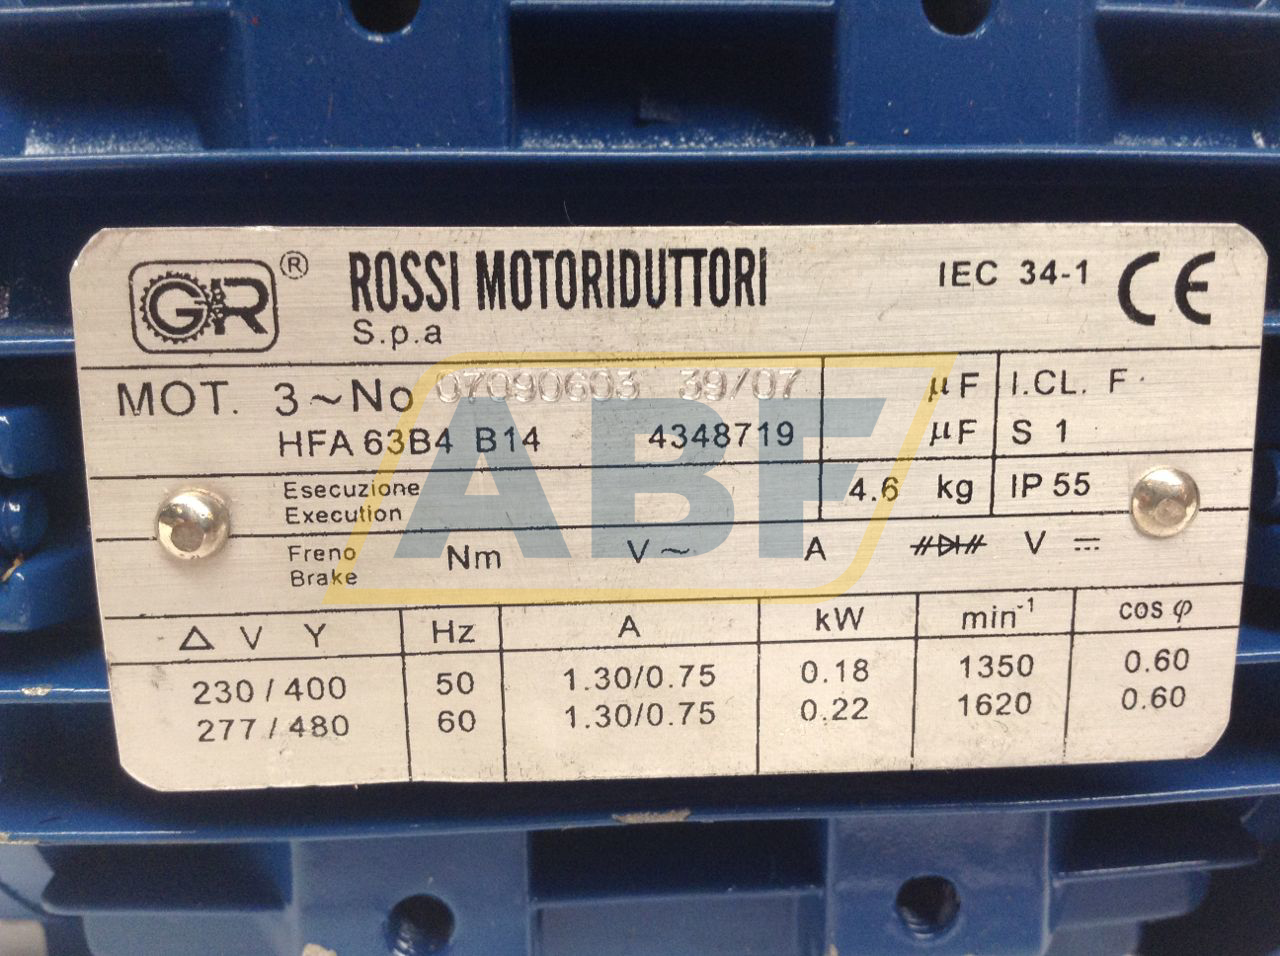 GR ® ROSSI MOTORIDUTTORI IEC 34-1 CE
S.p.a
MOT. 3~No 07090603 39/07 µF I.CL. F
HFA 63B4 B14 4348719 µF S 1
Esecuzione
Execution 4.6 kg IP 55
Freno
Brake Nm V~ A V ⎓
Δ V Y Hz A kW min-1 cos φ
230 / 400 50 1.30/0.75 0.18 1350 0.60
277 / 480 60 1.30/0.75 0.22 1620 0.60
ABF